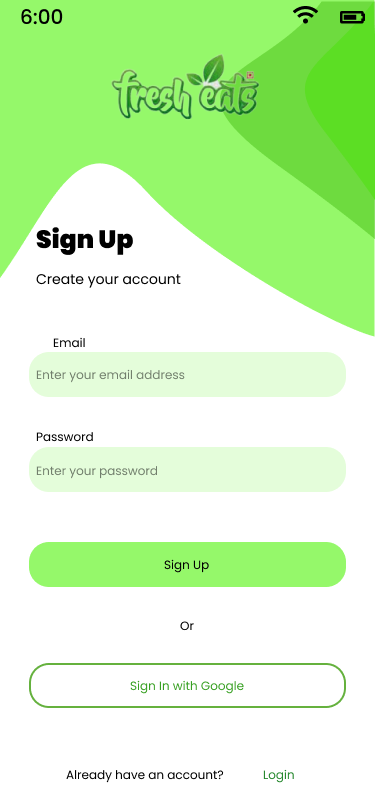 6:00
fresh eats
Sign Up
Create your account
Email
Enter your email address
Password
Enter your password
Sign Up
Or
Sign In with Google
Already have an account? Login